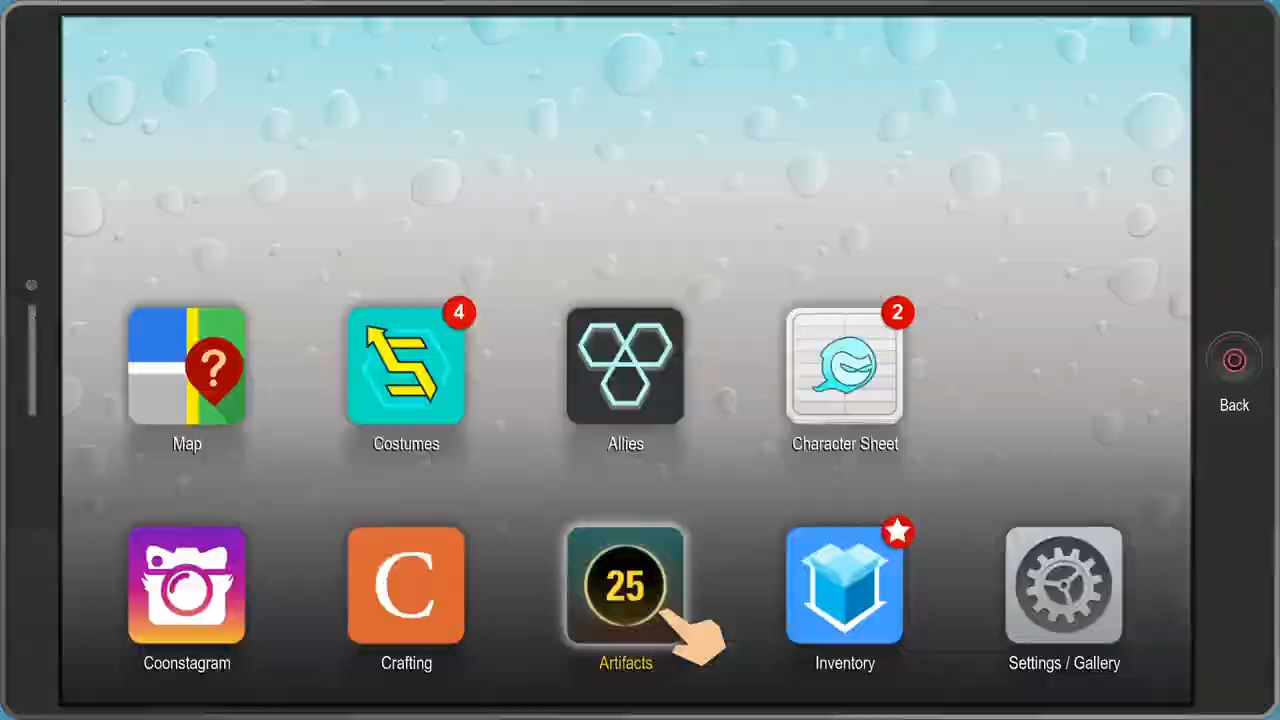 4
2
?
Map
Costumes
Allies
Character Sheet
Back
25
C
Coonstagram
Crafting
Artifacts
Inventory
Settings / Gallery